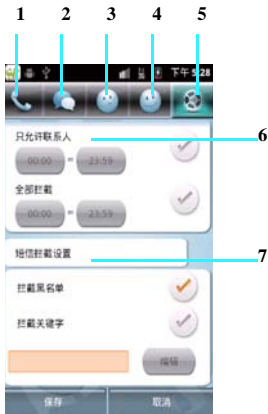 1 2 3 4 5
下午 5:28
只允许联系人
6
00:00 - 23:59
全部拦截
00:00 - 23:59
7
短信拦截设置
拦截黑名单
拦截关键字
编辑
保存 取消